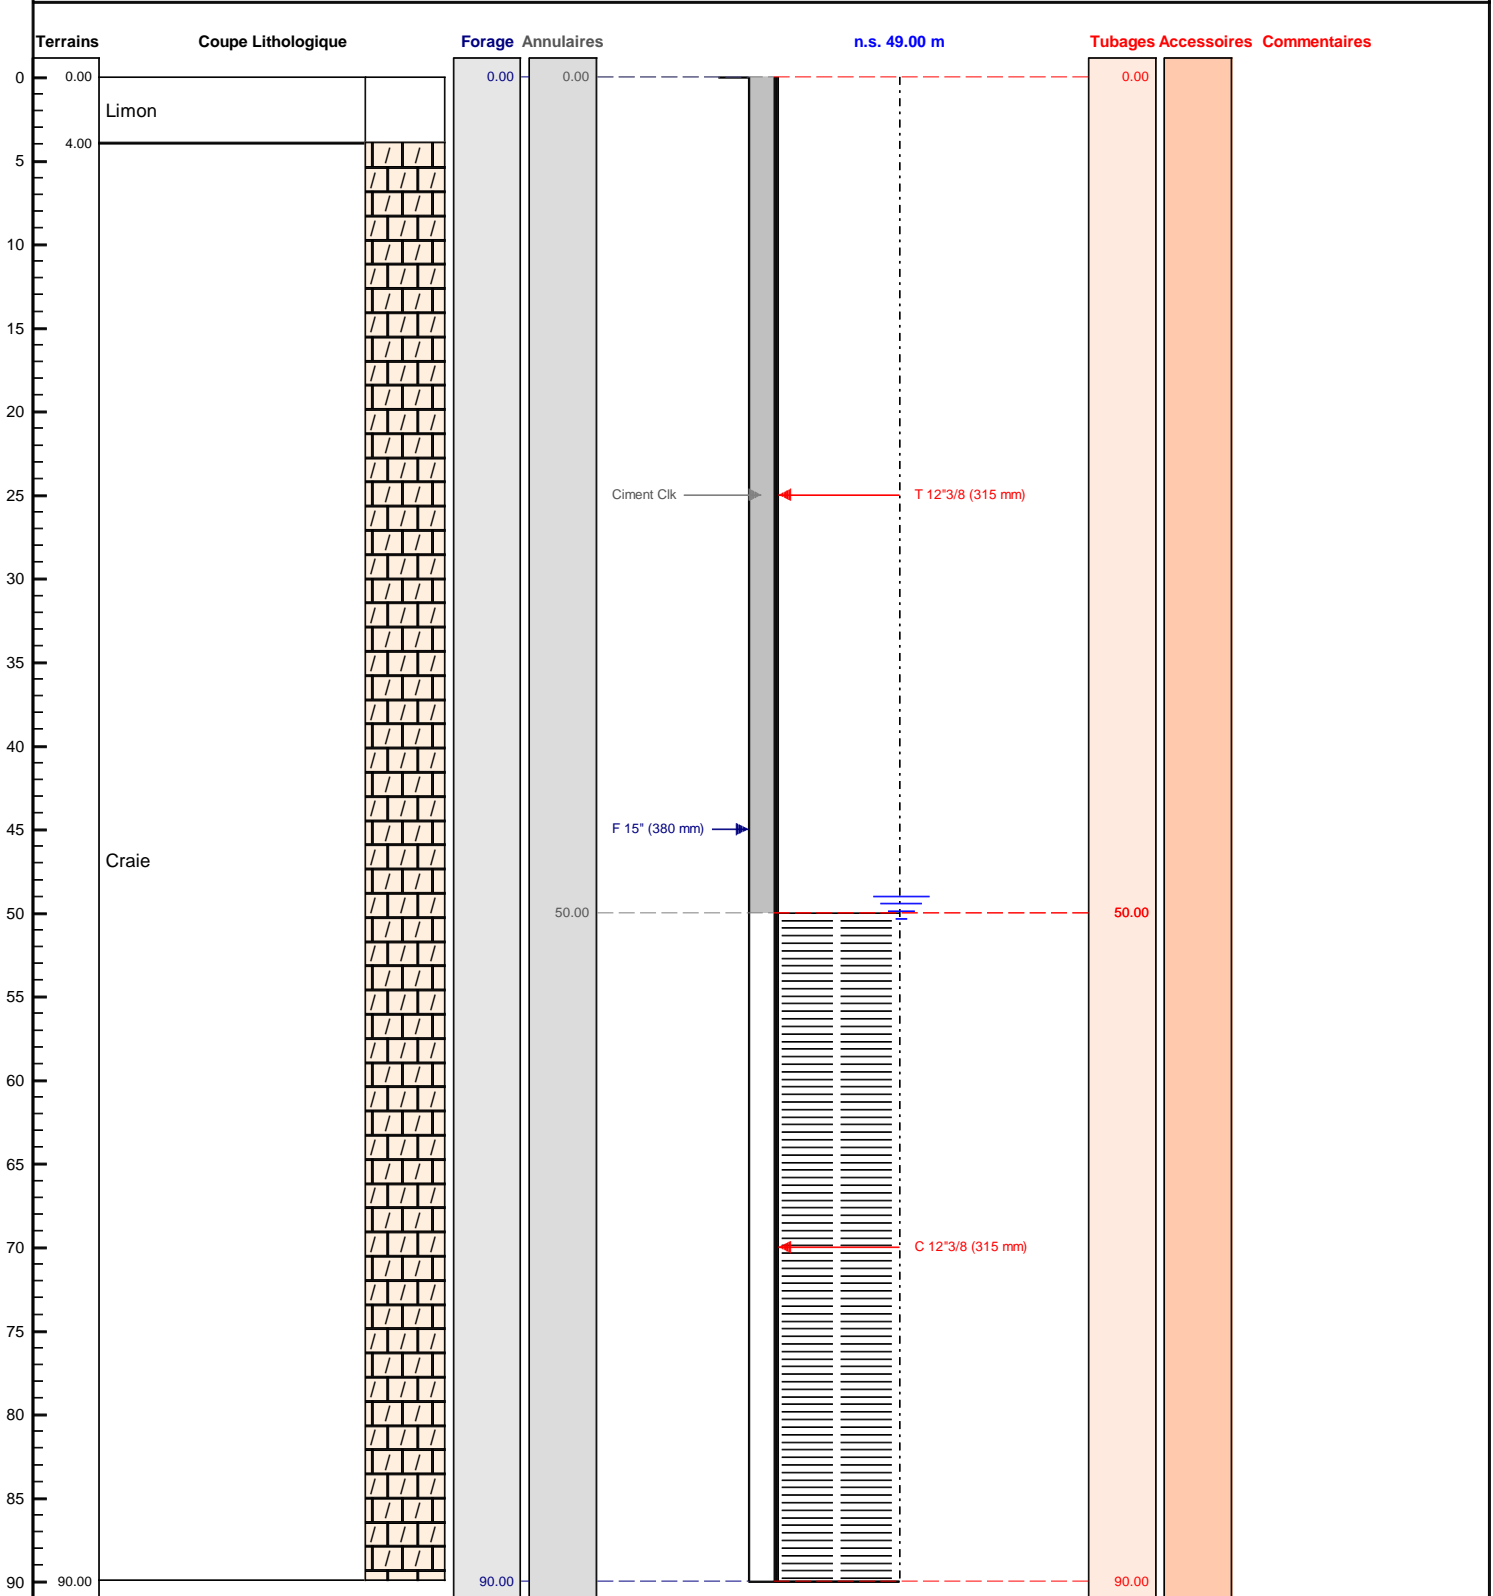 Terrains Coupe Lithologique Forage Annulaires n.s. 49.00 m Tubages Accessoires Commentaires
0 0.00 0.00 0.00 0.00
Limon
4.00
5
10
15
20
25 Ciment Clk T 12"3/8 (315 mm)
30
35
40
45 F 15" (380 mm)
Craie
50 50.00 50.00
55
60
65
70 C 12"3/8 (315 mm)
75
80
85
90 90.00 90.00 90.00